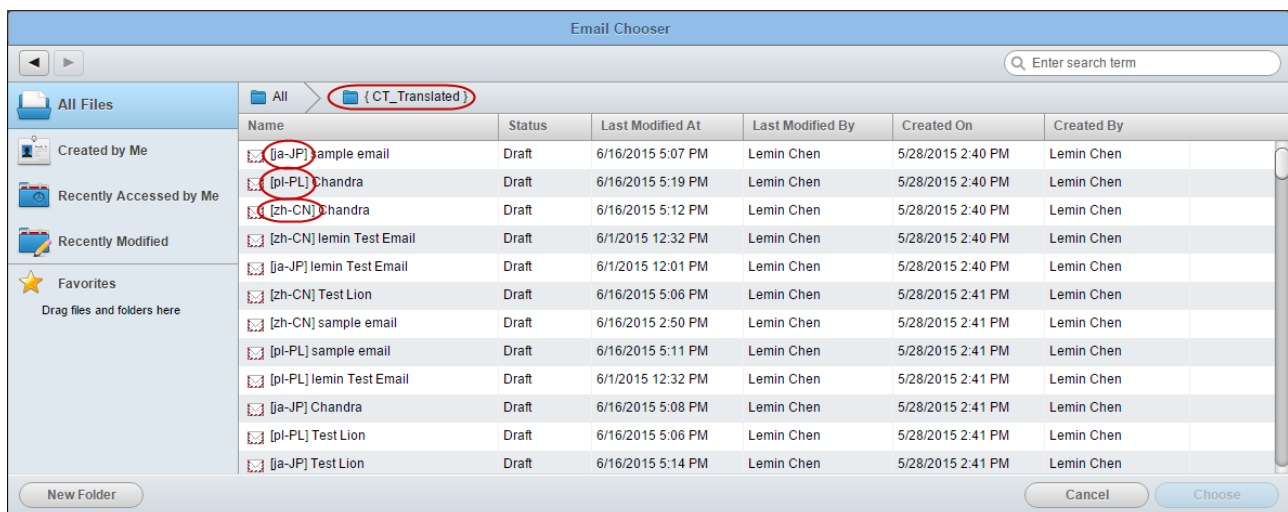 Email Chooser
Enter search term
All Files
Created by Me
Recently Accessed by Me
Recently Modified
Favorites
Drag files and folders here
All { CT_Translated }
Name Status Last Modified At Last Modified By Created On Created By
[ja-JP] sample email Draft 6/16/2015 5:07 PM Lemin Chen 5/28/2015 2:40 PM Lemin Chen
[pl-PL] Chandra Draft 6/16/2015 5:19 PM Lemin Chen 5/28/2015 2:40 PM Lemin Chen
[zh-CN] Chandra Draft 6/16/2015 5:12 PM Lemin Chen 5/28/2015 2:40 PM Lemin Chen
[zh-CN] lemin Test Email Draft 6/1/2015 12:32 PM Lemin Chen 5/28/2015 2:40 PM Lemin Chen
[ja-JP] lemin Test Email Draft 6/1/2015 12:01 PM Lemin Chen 5/28/2015 2:40 PM Lemin Chen
[zh-CN] Test Lion Draft 6/16/2015 5:06 PM Lemin Chen 5/28/2015 2:41 PM Lemin Chen
[zh-CN] sample email Draft 6/16/2015 2:50 PM Lemin Chen 5/28/2015 2:41 PM Lemin Chen
[pl-PL] sample email Draft 6/16/2015 5:11 PM Lemin Chen 5/28/2015 2:41 PM Lemin Chen
[pl-PL] lemin Test Email Draft 6/1/2015 12:32 PM Lemin Chen 5/28/2015 2:41 PM Lemin Chen
[ja-JP] Chandra Draft 6/16/2015 5:08 PM Lemin Chen 5/28/2015 2:41 PM Lemin Chen
[pl-PL] Test Lion Draft 6/16/2015 5:06 PM Lemin Chen 5/28/2015 2:41 PM Lemin Chen
[ja-JP] Test Lion Draft 6/16/2015 5:14 PM Lemin Chen 5/28/2015 2:41 PM Lemin Chen
New Folder Cancel Choose